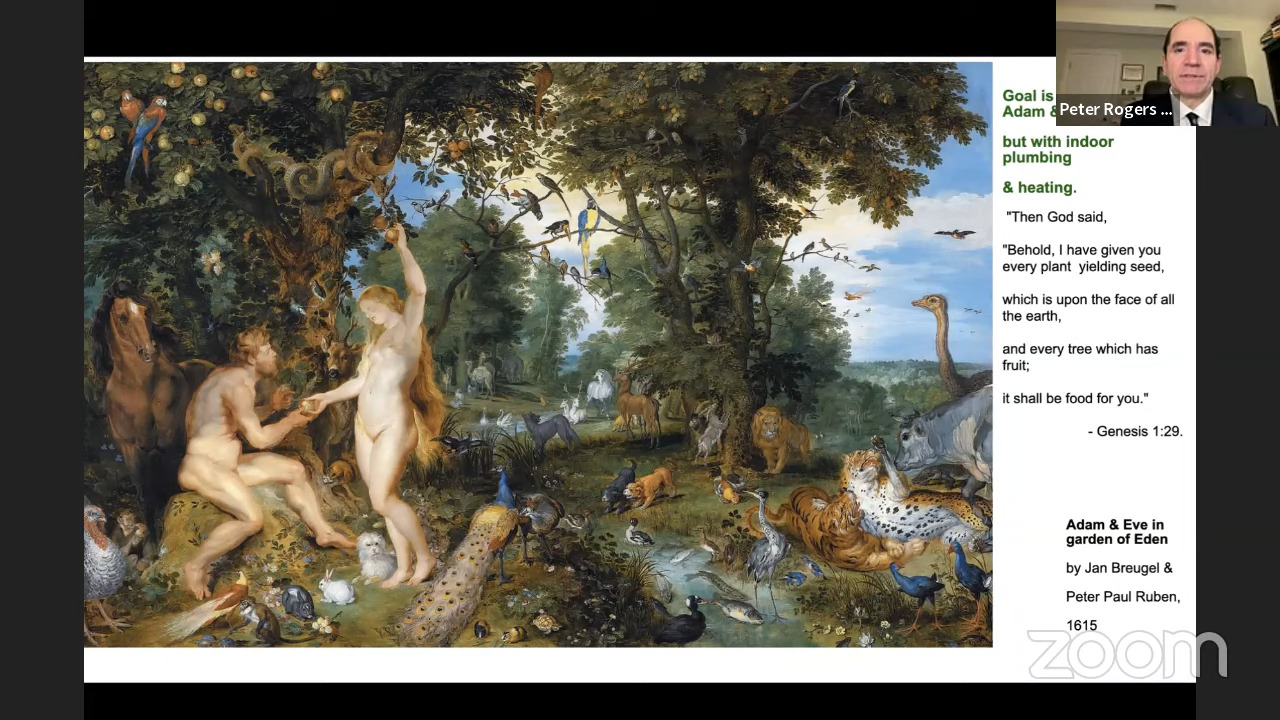 Goal is
Adam &
but with indoor
plumbing
& heating.
"Then God said,
"Behold, I have given you
every plant yielding seed,
which is upon the face of all
the earth,
and every tree which has
fruit;
it shall be food for you."
- Genesis 1:29.
Adam & Eve in
garden of Eden
by Jan Breugel &
Peter Paul Ruben,
1615
Peter Rogers ...
zoom